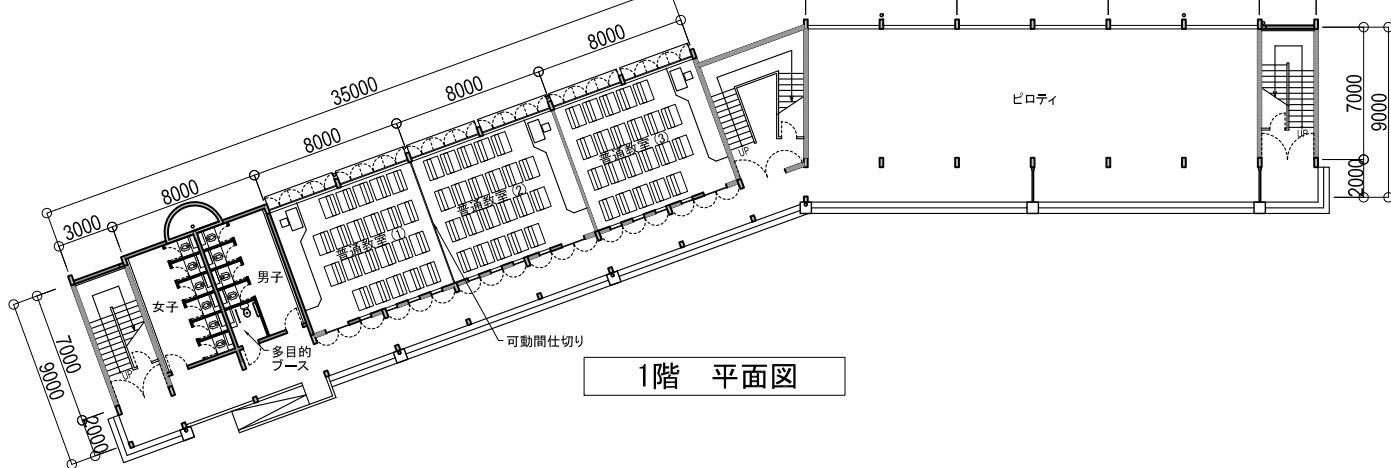 35000
3000
8000
8000
8000
8000
7000
9000
2000
女子
男子
多目的
ブース
普通教室 ①
普通教室 ②
普通教室 ③
可動間仕切り
UP
UP
UP
ピロティ
7000
9000
2000
1階 平面図